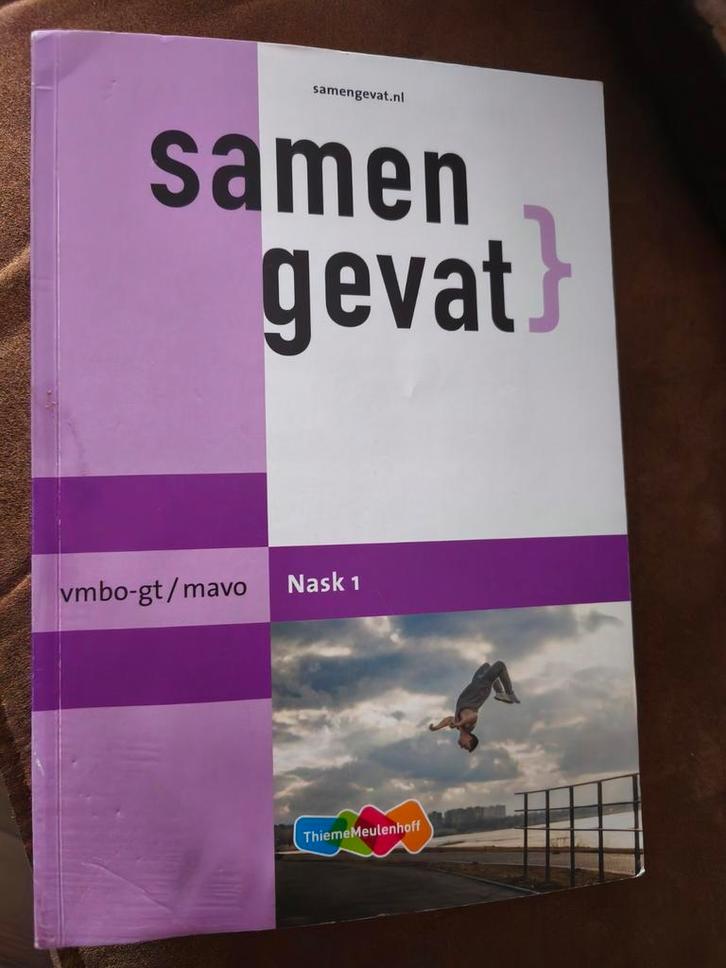 samengevat.nl
samen
gevat}
vmbo-gt/mavo
Nask 1
ThiemeMeulenhoff